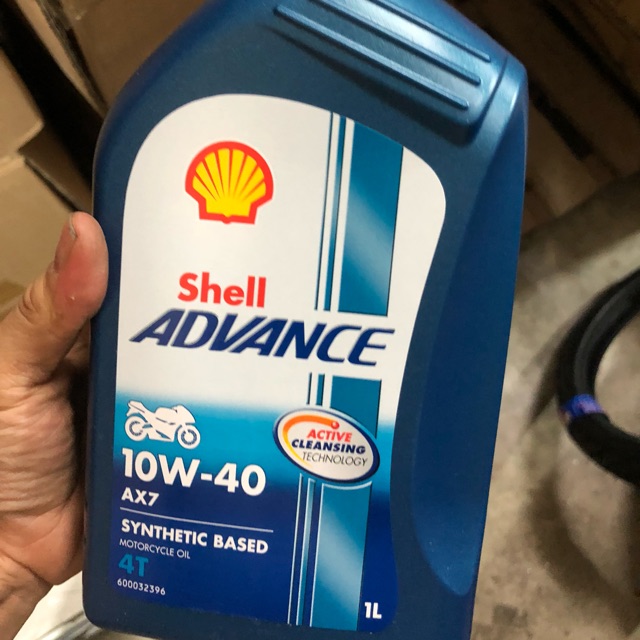 Shell
ADVANCE
ACTIVE
CLEANSING
TECHNOLOGY
10W-40
AX7
SYNTHETIC BASED
MOTORCYCLE OIL
4T
600032396
1L